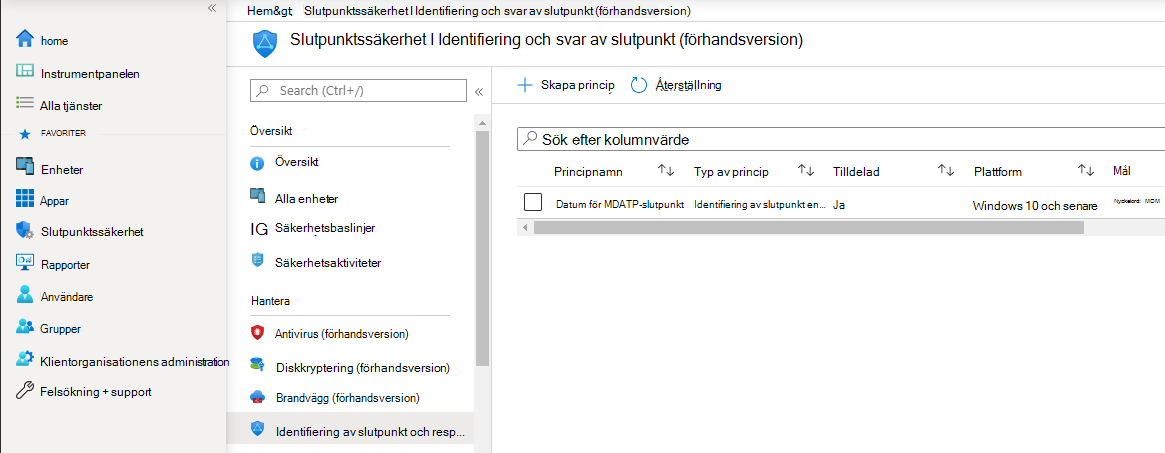 Hem&gt; Slutpunktssäkerhet I Identifiering och svar av slutpunkt (förhandsversion)
home
Instrumentpanelen
Alla tjänster
FAVORITER
Enheter
Appar
Slutpunktssäkerhet
Rapporter
Användare
Grupper
Klientorganisationens administration
Felsökning + support
Slutpunktssäkerhet I Identifiering och svar av slutpunkt (förhandsversion)
Search (Ctrl+/)
Översikt
Översikt
Alla enheter
IG Säkerhetsbaslinjer
Säkerhetsaktiviteter
Hantera
Antivirus (förhandsversion)
Diskkryptering (förhandsversion)
Brandvägg (förhandsversion)
Identifiering av slutpunkt och resp...
Skapa princip Återställning
Sök efter kolumnvärde
Principnamn Typ av princip Tilldelad Plattform Mål
Datum för MDATP-slutpunkt Identifiering av slutpunkt en... Ja Windows 10 och senare Nyckelord: MDM